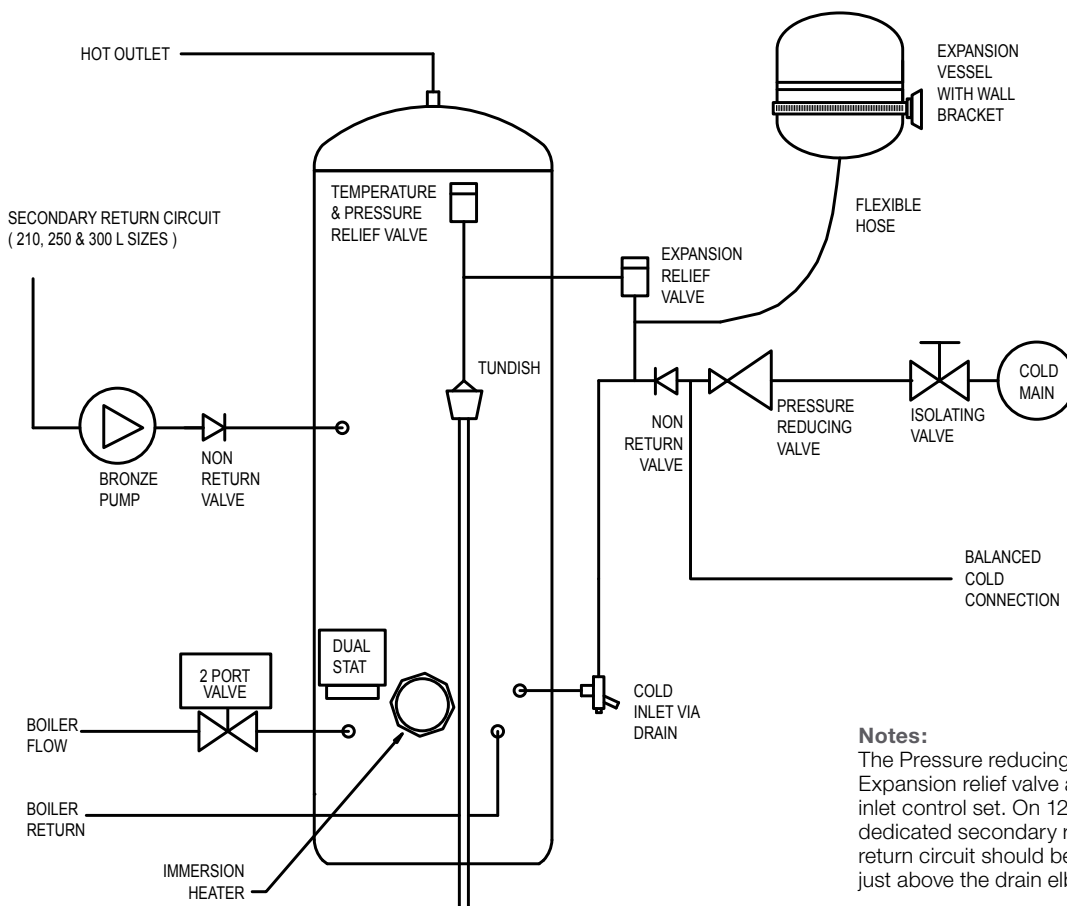 HOT OUTLET
EXPANSION
VESSEL
WITH WALL
BRACKET
TEMPERATURE
& PRESSURE
RELIEF VALVE
SECONDARY RETURN CIRCUIT
( 210, 250 & 300 L SIZES )
FLEXIBLE
HOSE
EXPANSION
RELIEF
VALVE
TUNDISH
COLD
MAIN
NON
RETURN
VALVE
PRESSURE
REDUCING
VALVE
ISOLATING
VALVE
BRONZE
PUMP
NON
RETURN
VALVE
BALANCED
COLD
CONNECTION
DUAL
STAT
2 PORT
VALVE
COLD
INLET VIA
DRAIN
BOILER
FLOW
BOILER
RETURN
IMMERSION
HEATER
Notes:
The Pressure reducing
Expansion relief valve
inlet control set. On
dedicated secondary
return circuit should
just above the drain